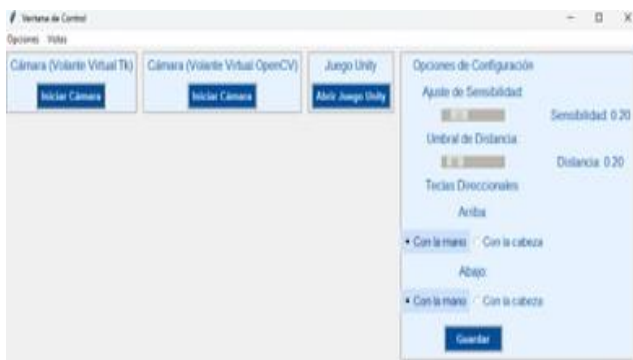 Ventana de Control
Opciones Vistas
Cámara (Volante Virtual Tk)
Iniciar Cámara
Cámara (Volante Virtual OpenCV)
Iniciar Cámara
Juego Unity
Abrir Juego Unity
Opciones de Configuración
Ajuste de Sensibilidad:
Sensibilidad: 0.20
Umbral de Distancia:
Distancia: 0.20
Teclas Direccionales
Arriba:
Con la mano Con la cabeza
Abajo:
Con la mano Con la cabeza
Guardar